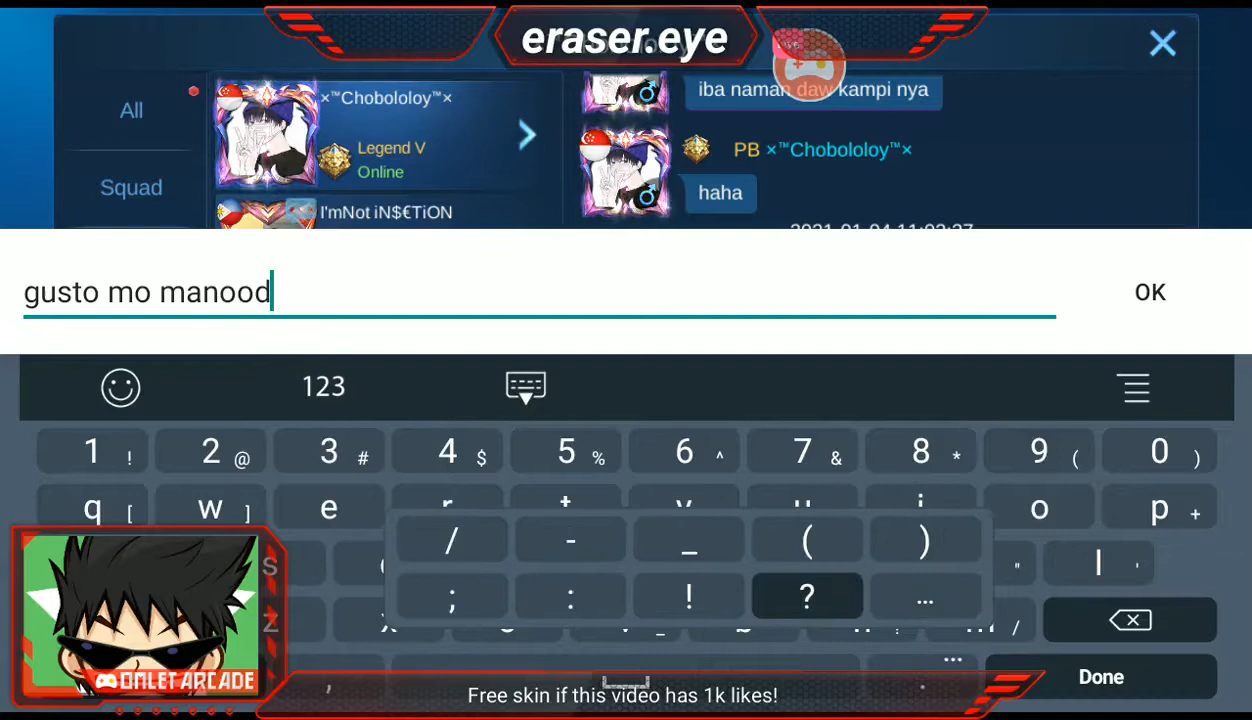 eraser.eye
All
Squad
×™Chobololoy™×
Legend V
Online
I'mNot iN$€TiON
iba naman daw kampi nya
PB ×™Chobololoy™×
haha
gusto mo manood
OK
123
1 ! 2 @ 3 # 4 $ 5 % 6 ^ 7 & 8 * 9 ( 0 )
q [ w ] e r t y u i o p +
/ - _ ( )
S " l '
; : ! ? ...
Z /
, .
Done
OMLET ARCADE
Free skin if this video has 1k likes!